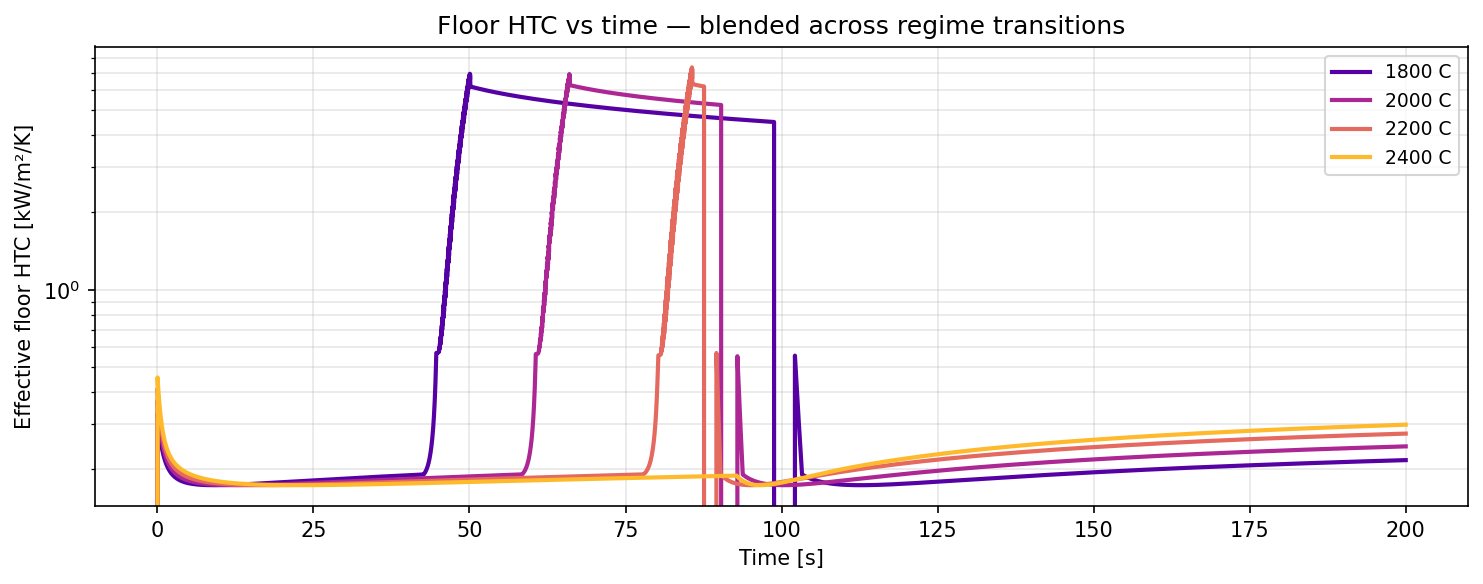 Floor HTC vs time — blended across regime transitions
Effective floor HTC [kW/m²/K]
10⁰
1800 C
2000 C
2200 C
2400 C
0 25 50 75 100 125 150 175 200
Time [s]